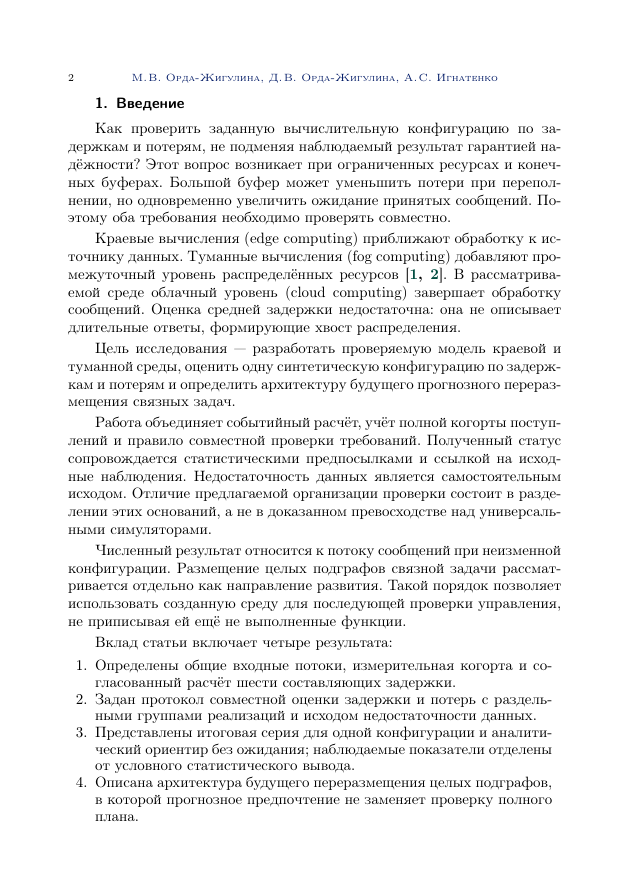 2 М. В. Орда-Жигулина, Д. В. Орда-Жигулина, А. С. Игнатенко
1. Введение
Как проверить заданную вычислительную конфигурацию по за-
держкам и потерям, не подменяя наблюдаемый результат гарантией на-
дёжности? Этот вопрос возникает при ограниченных ресурсах и конеч-
ных буферах. Большой буфер может уменьшить потери при перепол-
нении, но одновременно увеличить ожидание принятых сообщений. По-
этому оба требования необходимо проверять совместно.
Краевые вычисления (edge computing) приближают обработку к ис-
точнику данных. Туманные вычисления (fog computing) добавляют про-
межуточный уровень распределённых ресурсов [1, 2]. В рассматрива-
емой среде облачный уровень (cloud computing) завершает обработку
сообщений. Оценка средней задержки недостаточна: она не описывает
длительные ответы, формирующие хвост распределения.
Цель исследования — разработать проверяемую модель краевой и
туманной среды, оценить одну синтетическую конфигурацию по задерж-
кам и потерям и определить архитектуру будущего прогнозного перераз-
мещения связных задач.
Работа объединяет событийный расчёт, учёт полной когорты поступ-
лений и правило совместной проверки требований. Полученный статус
сопровождается статистическими предпосылками и ссылкой на исход-
ные наблюдения. Недостаточность данных является самостоятельным
исходом. Отличие предлагаемой организации проверки состоит в разде-
лении этих оснований, а не в доказанном превосходстве над универсаль-
ными симуляторами.
Численный результат относится к потоку сообщений при неизменной
конфигурации. Размещение целых подграфов связной задачи рассмат-
ривается отдельно как направление развития. Такой порядок позволяет
использовать созданную среду для последующей проверки управления,
не приписывая ей ещё не выполненные функции.
Вклад статьи включает четыре результата:
1. Определены общие входные потоки, измерительная когорта и со-
гласованный расчёт шести составляющих задержки.
2. Задан протокол совместной оценки задержки и потерь с раздель-
ными группами реализаций и исходом недостаточности данных.
3. Представлены итоговая серия для одной конфигурации и аналити-
ческий ориентир без ожидания; наблюдаемые показатели отделены
от условного статистического вывода.
4. Описана архитектура будущего переразмещения целых подграфов,
в которой прогнозное предпочтение не заменяет проверку полного
плана.